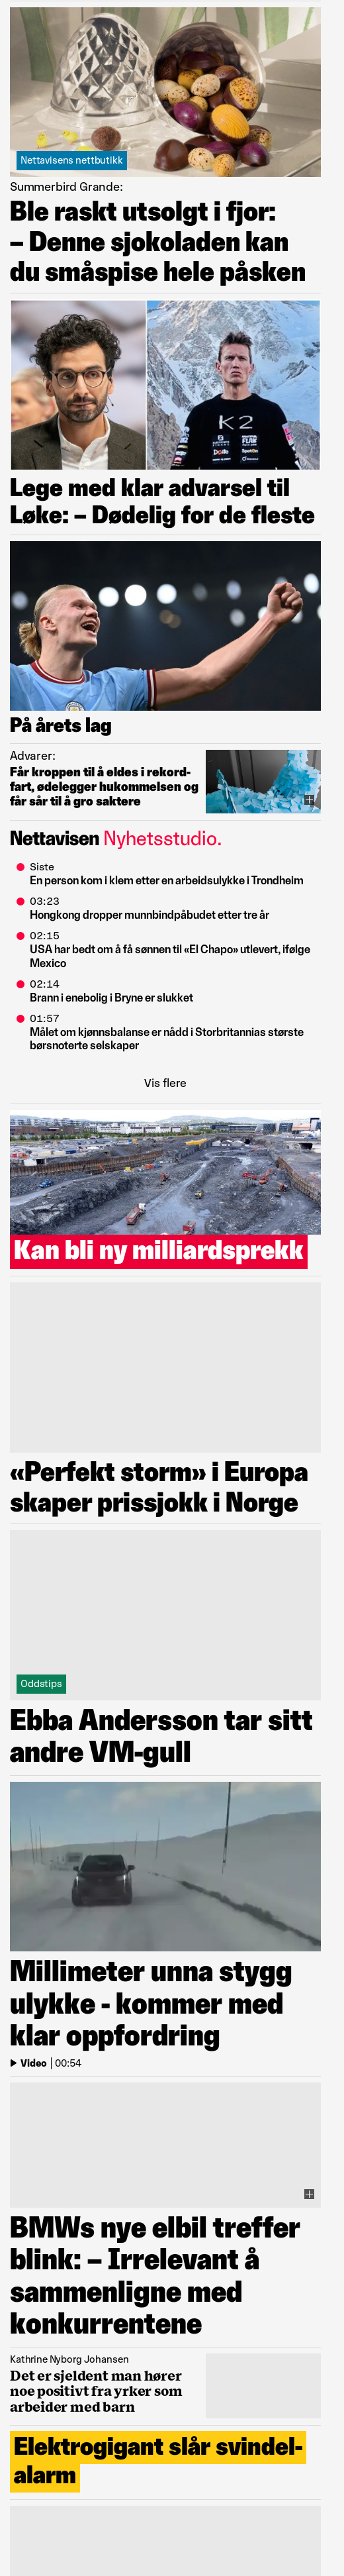 Nettavisens nettbutikk
Summerbird Grande:
Ble raskt utsolgt i fjor:
– Denne sjokoladen kan
du småspise hele påsken
K2
Lege med klar advarsel til
Løke: – Dødelig for de fleste
På årets lag
Advarer:
Får kroppen til å eldes i rekord-
fart, ødelegger hukommelsen og
får sår til å gro saktere
Nettavisen Nyhetsstudio.
Siste
En person kom i klem etter en arbeidsulykke i Trondheim
03:23
Hongkong dropper munnbindpåbudet etter tre år
02:15
USA har bedt om å få sønnen til «El Chapo» utlevert, ifølge
Mexico
02:14
Brann i enebolig i Bryne er slukket
01:57
Målet om kjønnsbalanse er nådd i Storbritannias største
børsnoterte selskaper
Vis flere
Kan bli ny milliardsprekk
«Perfekt storm» i Europa
skaper prissjokk i Norge
Oddstips
Ebba Andersson tar sitt
andre VM-gull
Millimeter unna stygg
ulykke - kommer med
klar oppfordring
Video 00:54
BMWs nye elbil treffer
blink: – Irrelevant å
sammenligne med
konkurrentene
Kathrine Nyborg Johansen
Det er sjeldent man hører
noe positivt fra yrker som
arbeider med barn
Elektrogigant slår svindel-
alarm